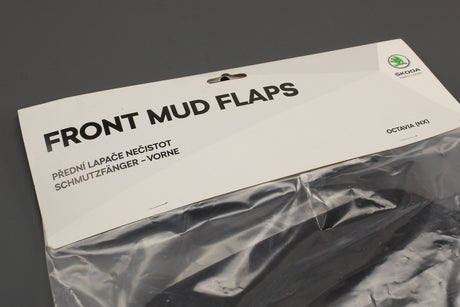 FRONT MUD FLAPS
PŘEDNÍ LAPAČE NEČISTOT
SCHMUTZFÄNGER – VORNE
ŠKODA
OCTAVIA (NX)